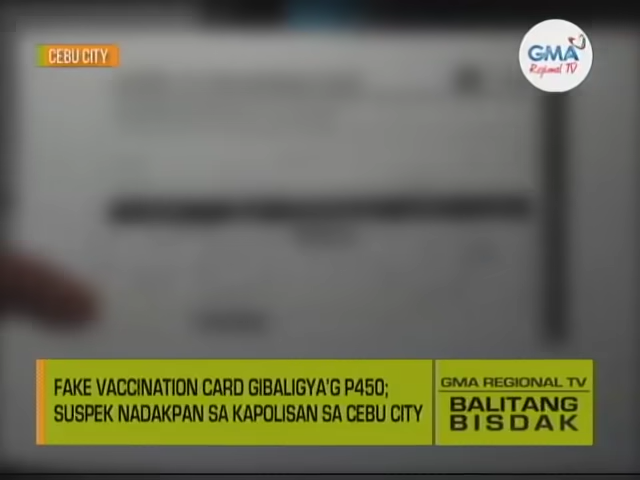 CEBU CITY
GMA
Regional TV
FAKE VACCINATION CARD GIBALIGYA'G P450;
SUSPEK NADAKPAN SA KAPOLISAN SA CEBU CITY
GMA REGIONAL TV
BALITANG
BISDAK